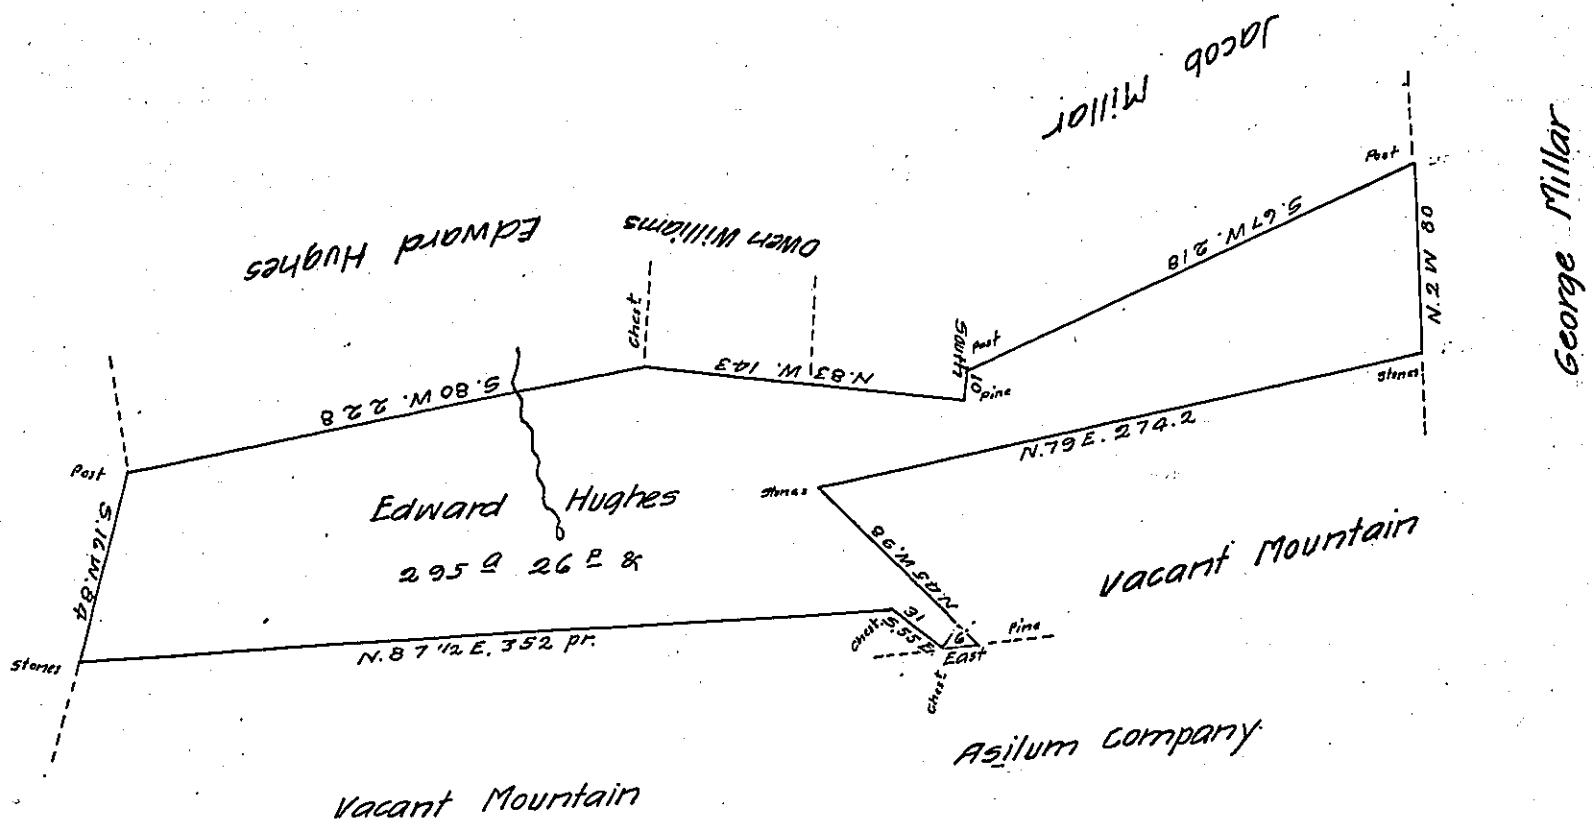 Jacob Millar
George Millar
Edward Hughes
Owen Williams
Post
S. 67 W. 218
N. 2 W 80
Stones
Chest
South
10
Post
Pine
N. 83 W. 143
S. 80 W. 228
Post
S. 16 W. 84
Stones
Edward Hughes
295 a 26 P &
Stones
N. 79 E. 274.2
N. 45 W. 98
Vacant Mountain
N. 87 1/2 E. 352 pr.
Chest.
31
S. 55 E.
6
East
Pine
Chest
Asilum Company
Vacant Mountain